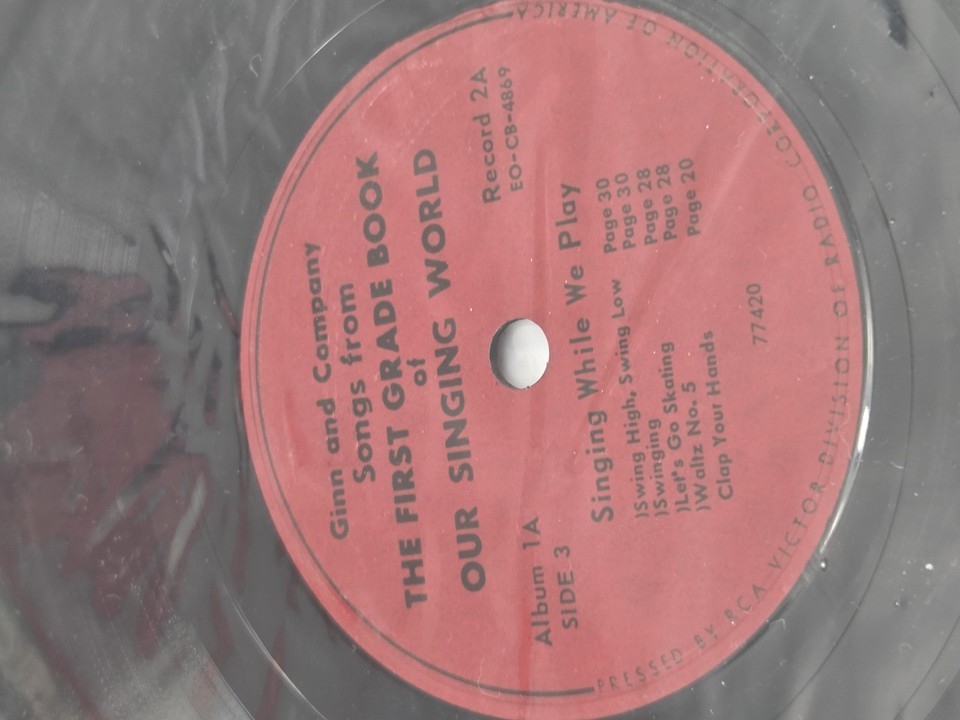 Ginn and Company
Songs from
THE FIRST GRADE BOOK
of
OUR SINGING WORLD
Album 1A
SIDE 3
Record 2A
EO-CB-4869
Singing While We Play
)Swing High, Swing Low Page 30
)Swinging Page 30
)Let's Go Skating Page 28
)Waltz No. 5 Page 28
Clap Your Hands Page 20
77420
PRESSED BY RCA VICTOR DIVISION OF RADIO CORPORATION OF AMERICA